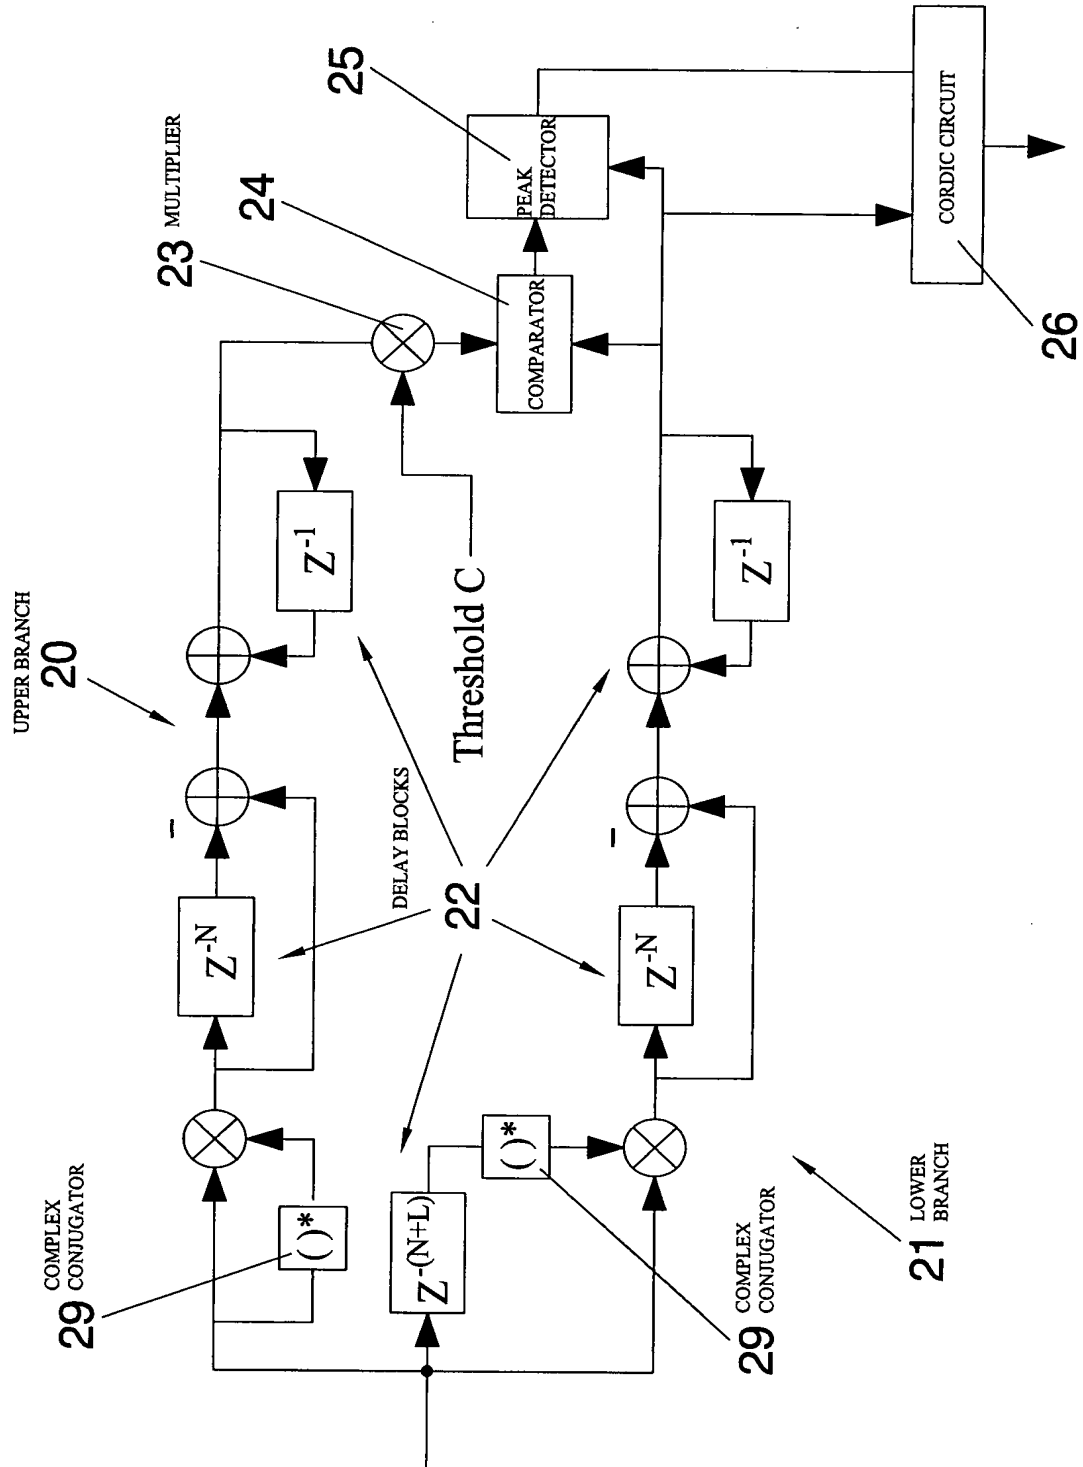 UPPER BRANCH
20
COMPLEX
CONJUGATOR
29
()*
Z-N
−
Z-1
23 MULTIPLIER
24
25
DELAY BLOCKS
22
Threshold C
COMPARATOR
PEAK
DETECTOR
Z-(N+L)
()*
29 COMPLEX
CONJUGATOR
Z-N
−
Z-1
21 LOWER
BRANCH
CORDIC CIRCUIT
26